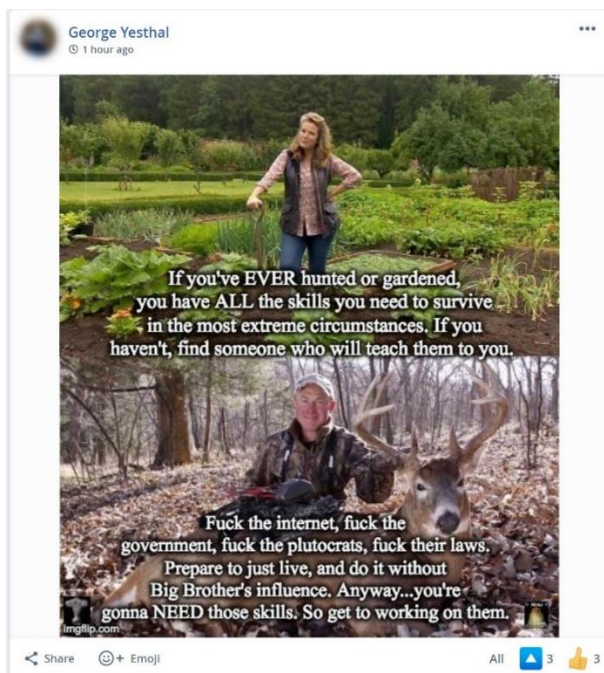 George Yesthal
1 hour ago
If you've EVER hunted or gardened,
you have ALL the skills you need to survive
in the most extreme circumstances. If you
haven't, find someone who will teach them to you.
Fuck the internet, fuck the
government, fuck the plutocrats, fuck their laws.
Prepare to just live, and do it without
Big Brother's influence. Anyway...you're
gonna NEED those skills. So get to working on them.
imgflip.com
Share Emoji All 3 3